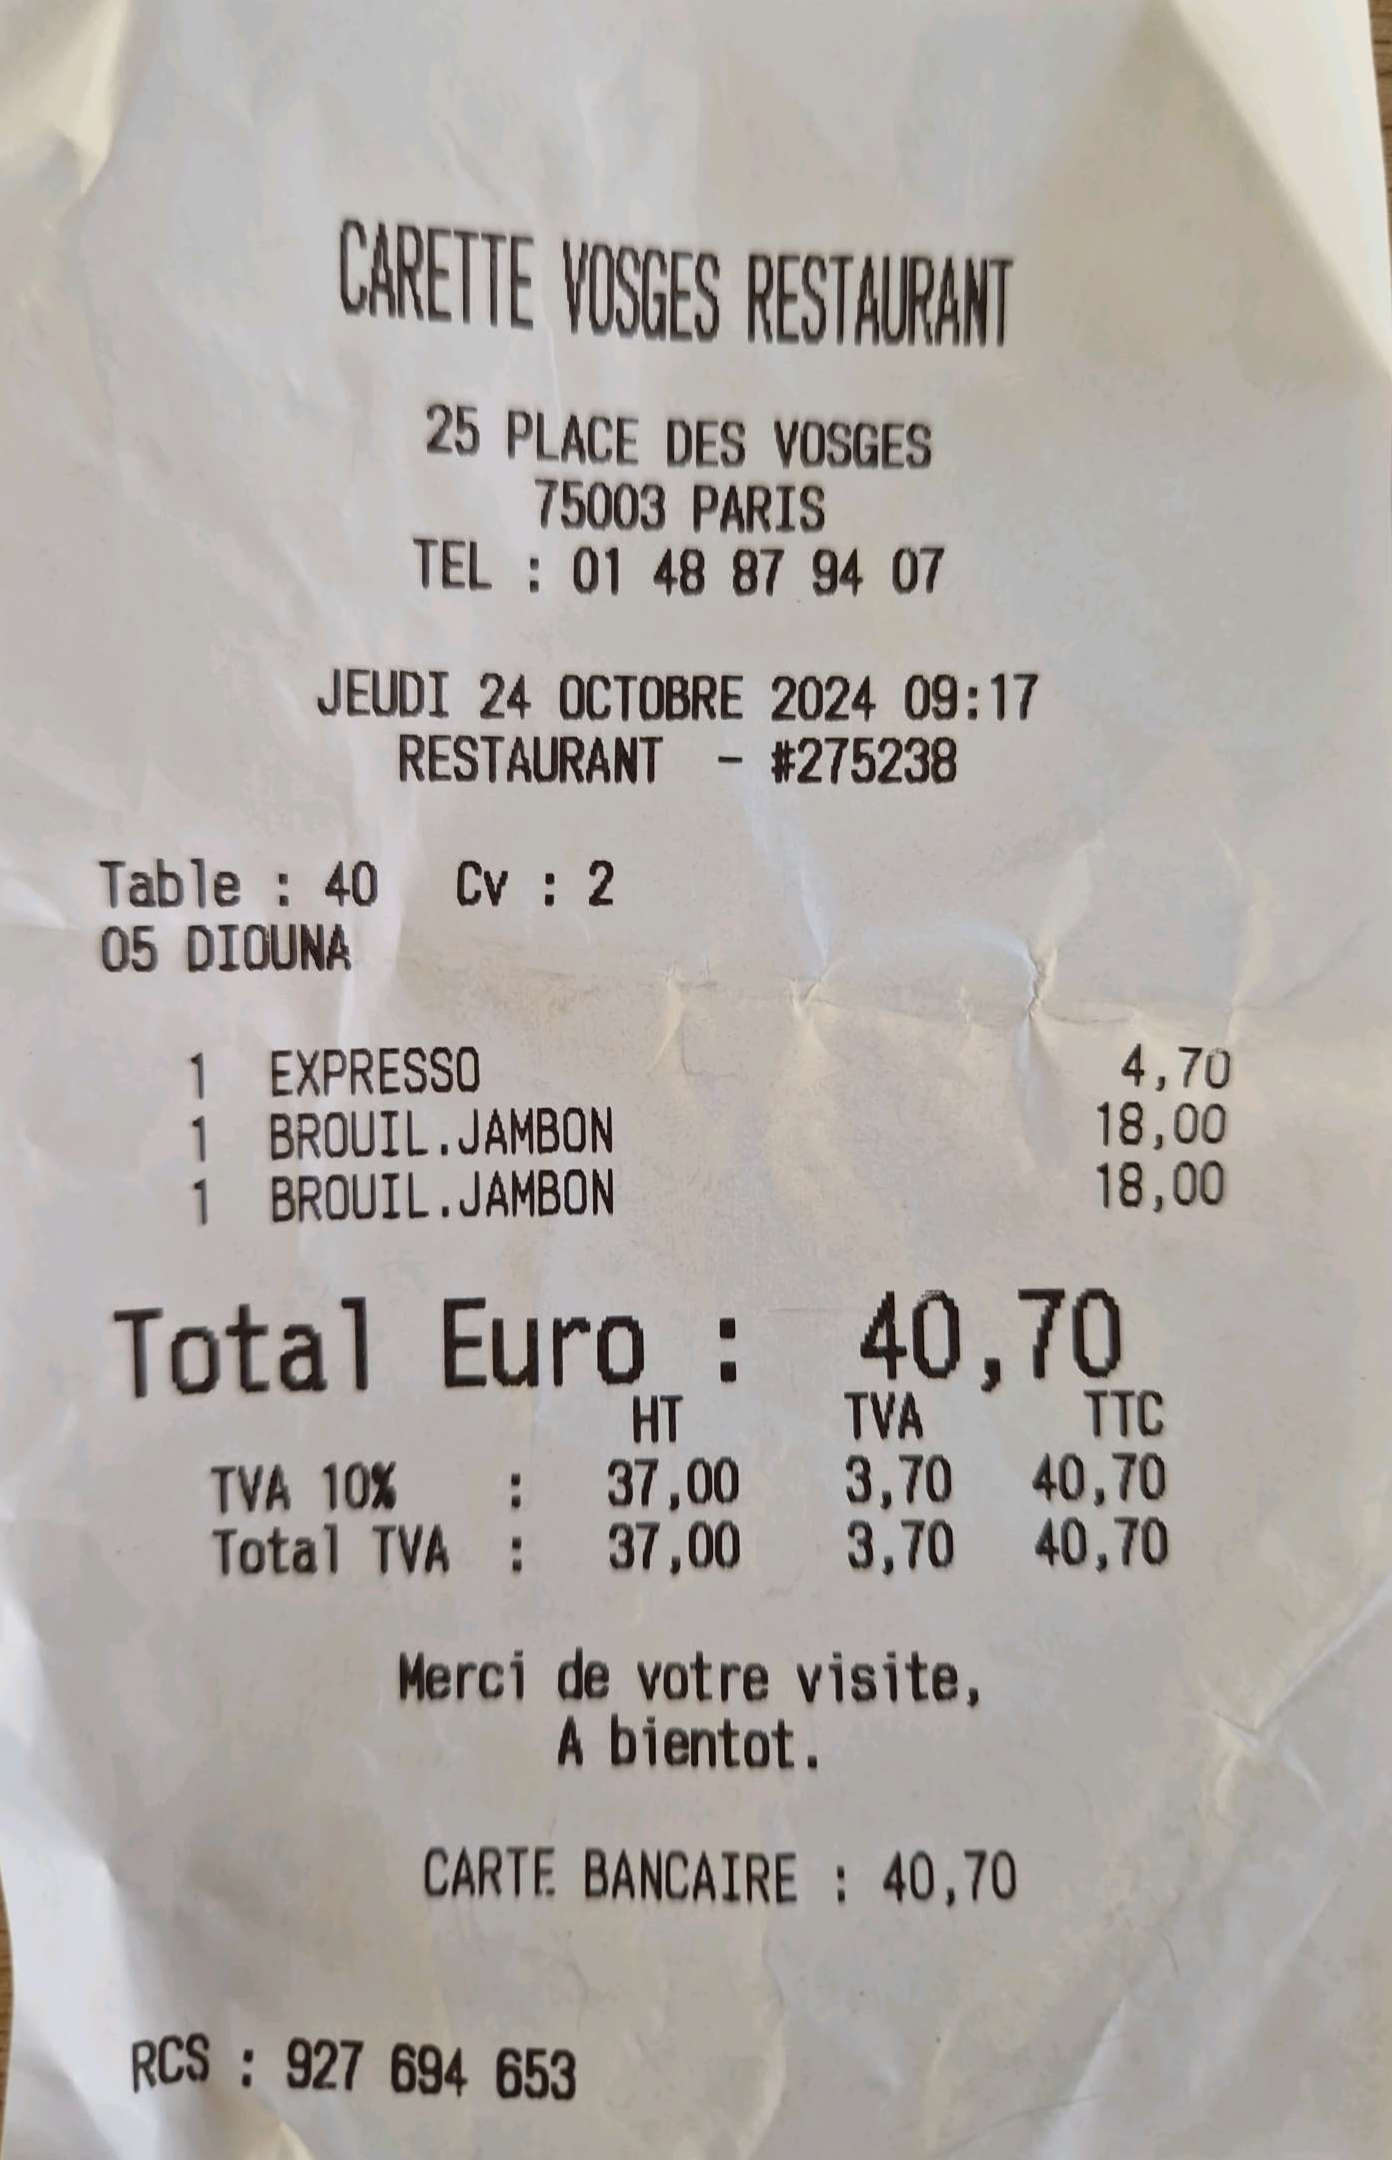 CARETTE VOSGES RESTAURANT
25 PLACE DES VOSGES
75003 PARIS
TEL : 01 48 87 94 07
JEUDI 24 OCTOBRE 2024 09:17
RESTAURANT - #275238
Table : 40 Cv : 2
05 DIOUNA
1 EXPRESSO 4,70
1 BROUIL.JAMBON 18,00
1 BROUIL.JAMBON 18,00
Total Euro : 40,70
HT TVA TTC
TVA 10% : 37,00 3,70 40,70
Total TVA : 37,00 3,70 40,70
Merci de votre visite,
A bientot.
CARTE BANCAIRE : 40,70
RCS : 927 694 653